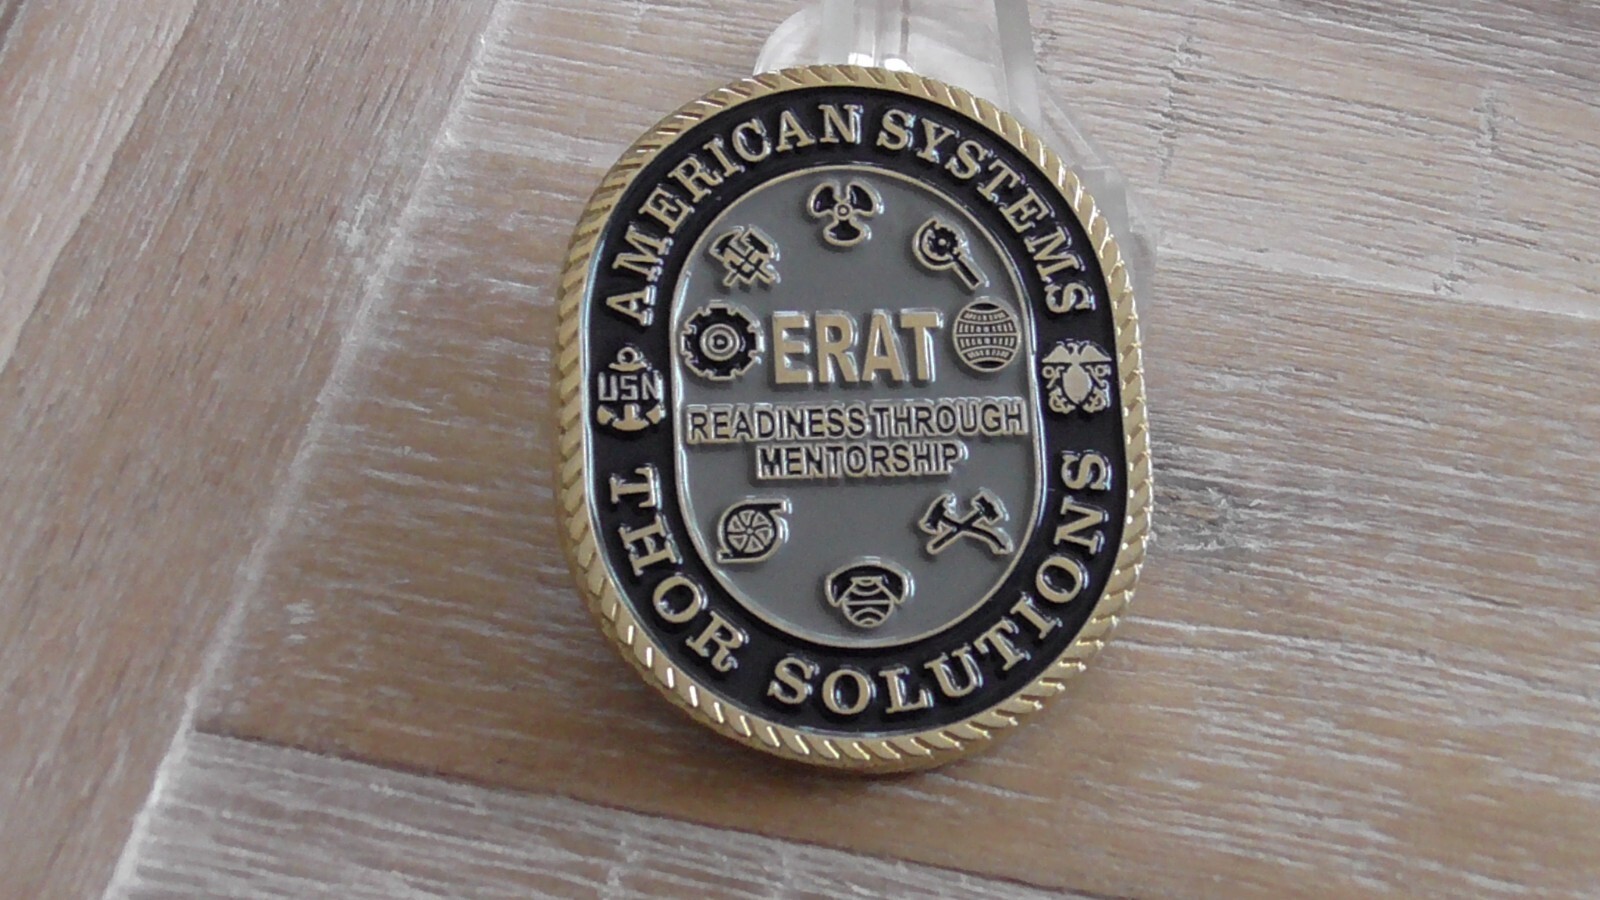 AMERICAN SYSTEMS
USN
ERAT
READINESS THROUGH
MENTORSHIP
THOR SOLUTIONS